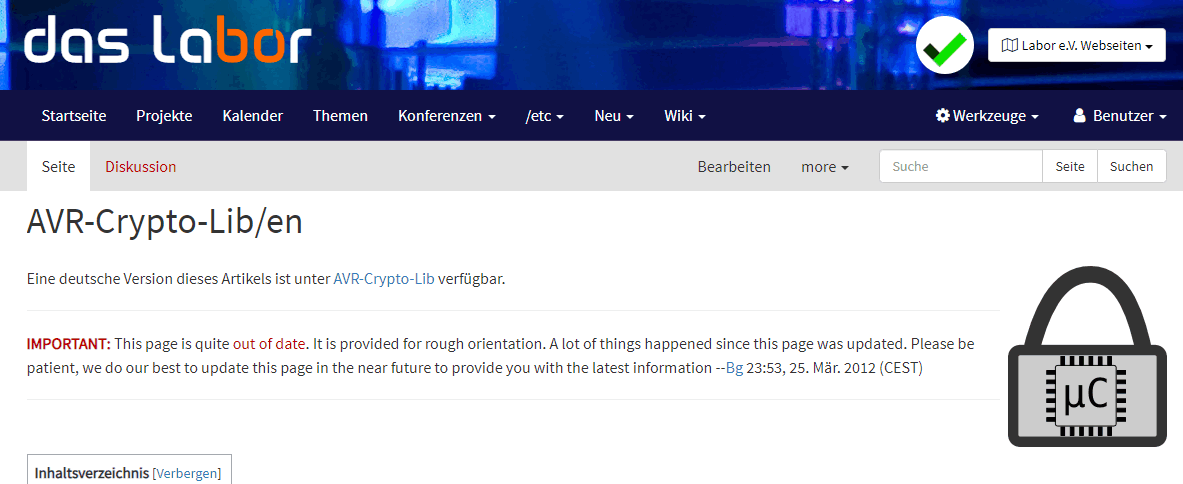 das Labor
Labor e.V. Webseiten
Startseite Projekte Kalender Themen Konferenzen /etc Neu Wiki Werkzeuge Benutzer
Seite Diskussion Bearbeiten more Suche Seite Suchen
AVR-Crypto-Lib/en
Eine deutsche Version dieses Artikels ist unter AVR-Crypto-Lib verfügbar.
IMPORTANT: This page is quite out of date. It is provided for rough orientation. A lot of things happened since this page was updated. Please be
patient, we do our best to update this page in the near future to provide you with the latest information --Bg 23:53, 25. Mär. 2012 (CEST)
µC
Inhaltsverzeichnis [Verbergen]